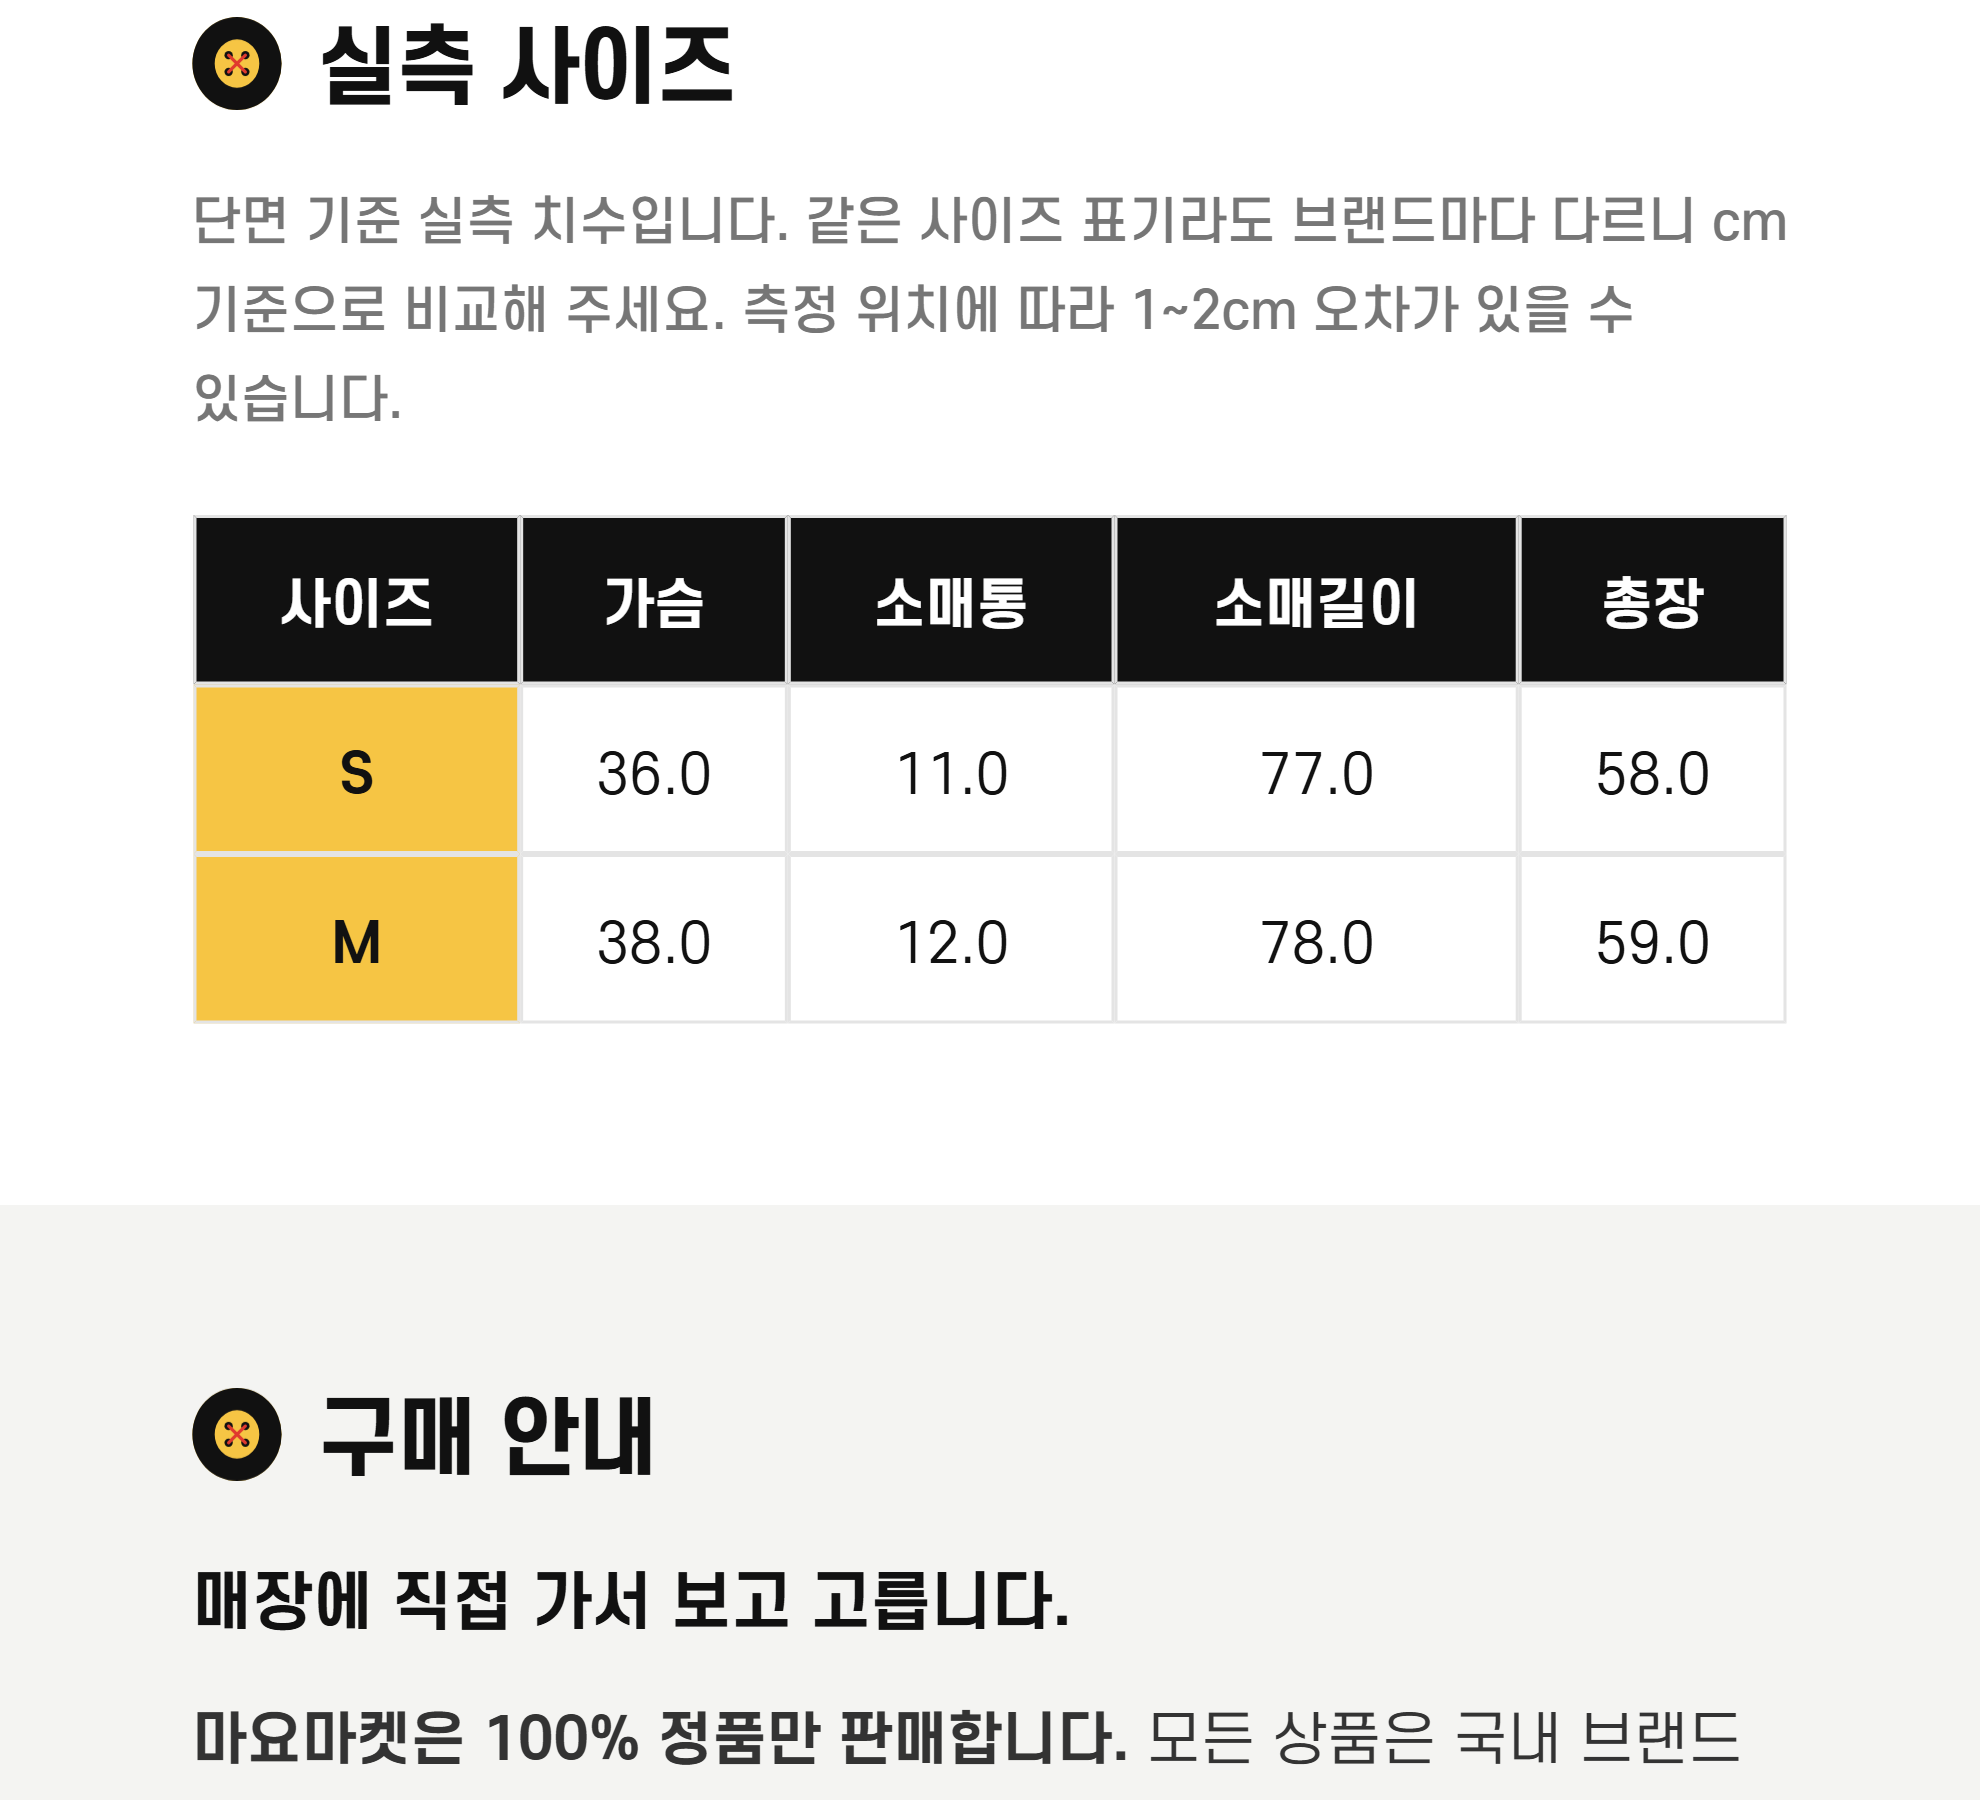 실측 사이즈
단면 기준 실측 치수입니다. 같은 사이즈 표기라도 브랜드마다 다르니 cm
기준으로 비교해 주세요. 측정 위치에 따라 1~2cm 오차가 있을 수
있습니다.
사이즈 가슴 소매통 소매길이 총장
S 36.0 11.0 77.0 58.0
M 38.0 12.0 78.0 59.0
구매 안내
매장에 직접 가서 보고 고릅니다.
마요마켓은 100% 정품만 판매합니다. 모든 상품은 국내 브랜드